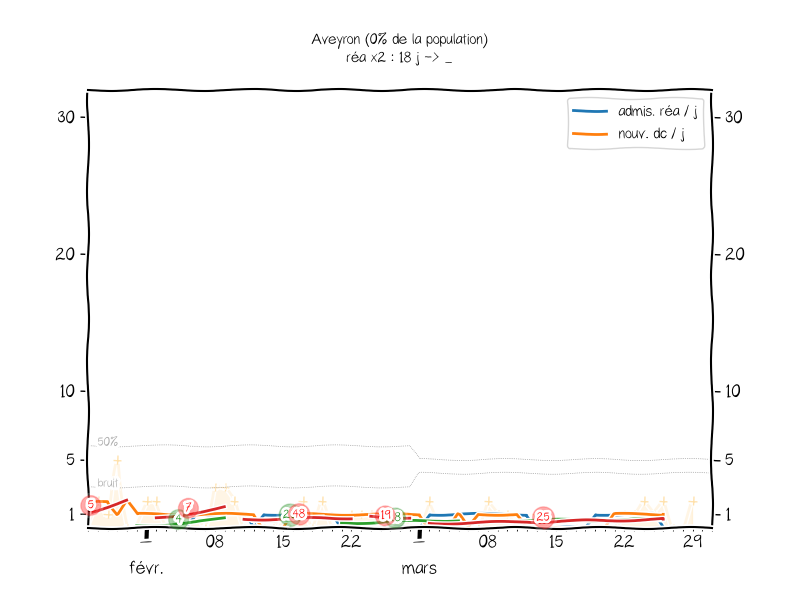 Aveyron (0% de la population)
réa x2 : 18 j -> _
admis. réa / j
nouv. dc / j
30 30
20 20
10 10
50%
5 5
bruit
5 7 4 48 19 8 25
1 1
1 08 15 22 1 08 15 22 29
févr. mars